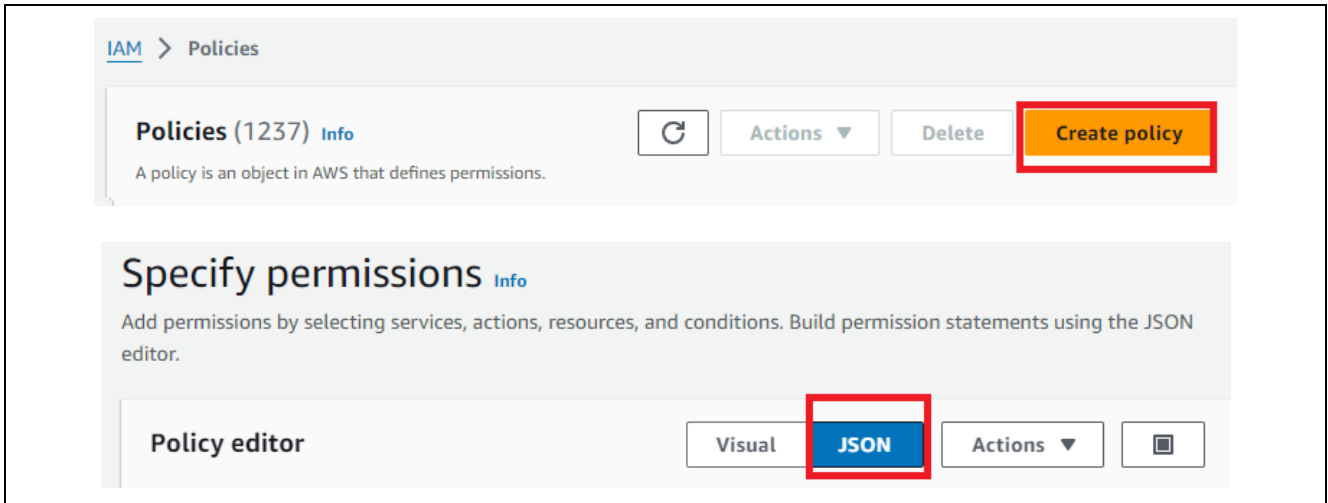 IAM > Policies
Policies (1237) Info
Actions ▼
Delete
Create policy
A policy is an object in AWS that defines permissions.
Specify permissions Info
Add permissions by selecting services, actions, resources, and conditions. Build permission statements using the JSON
editor.
Policy editor
Visual
JSON
Actions ▼